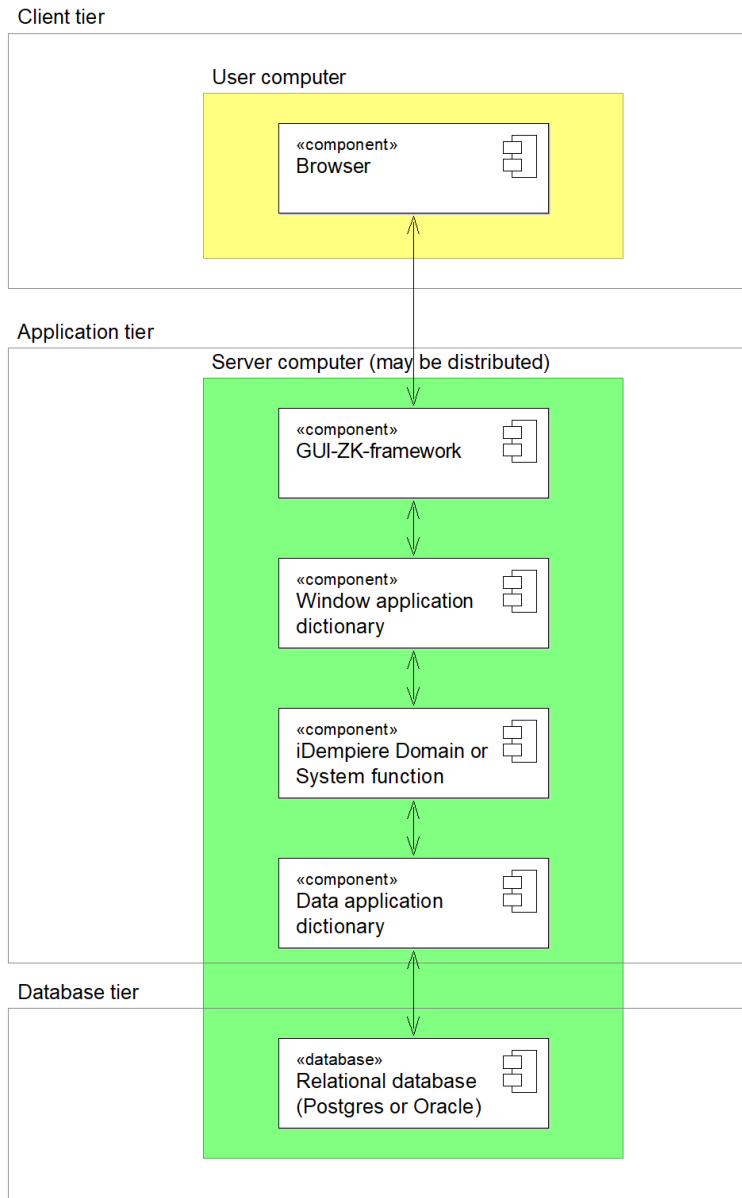 Client tier
User computer
«component»
Browser
Application tier
Server computer (may be distributed)
«component»
GUI-ZK-framework
«component»
Window application
dictionary
«component»
iDempiere Domain or
System function
«component»
Data application
dictionary
Database tier
«database»
Relational database
(Postgres or Oracle)